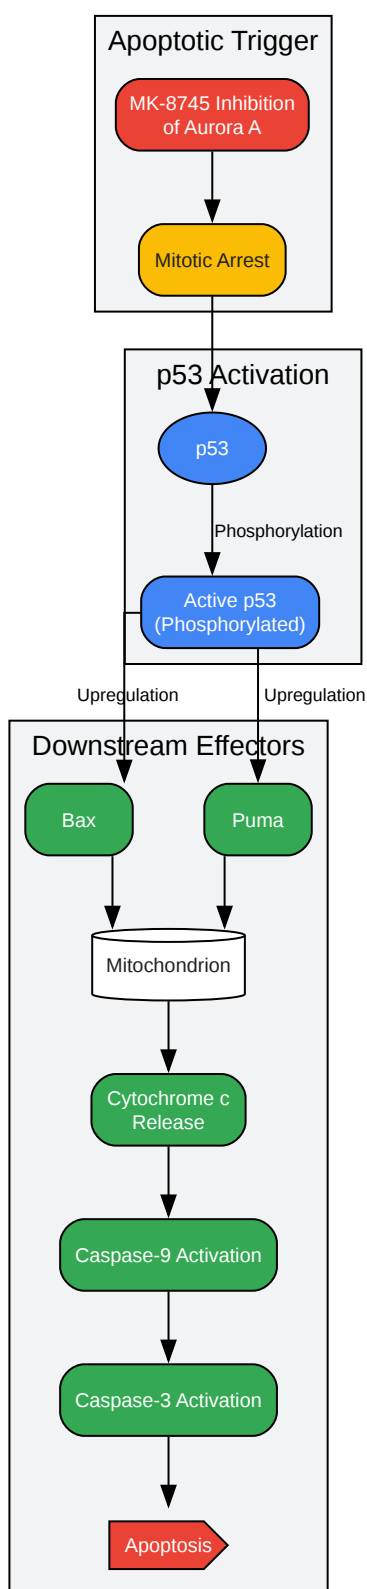 Apoptotic Trigger
MK-8745 Inhibition
of Aurora A
Mitotic Arrest
p53 Activation
p53
Phosphorylation
Active p53
(Phosphorylated)
Upregulation
Upregulation
Downstream Effectors
Bax
Puma
Mitochondrion
Cytochrome c
Release
Caspase-9 Activation
Caspase-3 Activation
Apoptosis